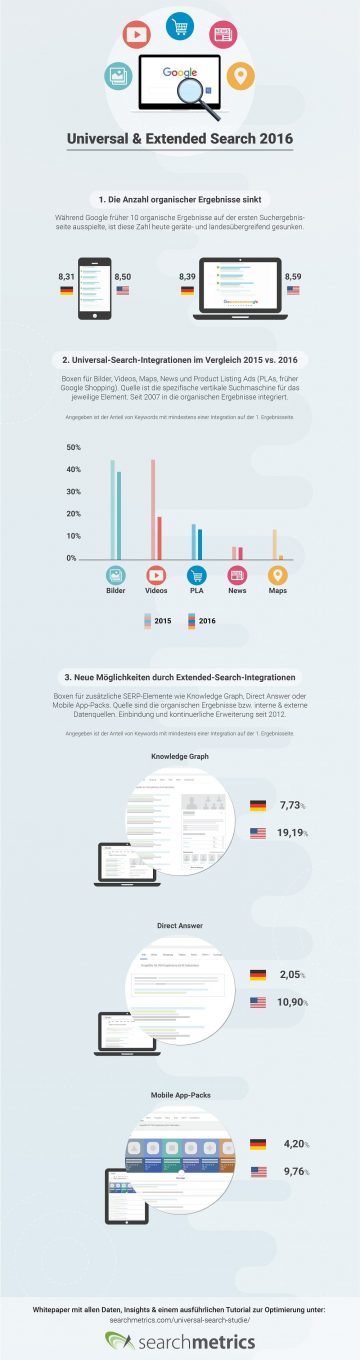 Google
Universal & Extended Search 2016
1. Die Anzahl organischer Ergebnisse sinkt
Während Google früher 10 organische Ergebnisse auf der ersten Suchergebnis-
seite ausspielte, ist diese Zahl heute geräte- und landesübergreifend gesunken.
8,31
8,50
8,39
8,59
2. Universal-Search-Integrationen im Vergleich 2015 vs. 2016
Boxen für Bilder, Videos, Maps, News und Product Listing Ads (PLAs, früher
Google Shopping). Quelle ist die spezifische vertikale Suchmaschine für das
jeweilige Element. Seit 2007 in die organischen Ergebnisse integriert.
Angegeben ist der Anteil von Keywords mit mindestens einer Integration auf der 1. Ergebnisseite.
50%
40%
30%
20%
10%
0%
Bilder Videos PLA News Maps
2015 2016
3. Neue Möglichkeiten durch Extended-Search-Integrationen
Boxen für zusätzliche SERP-Elemente wie Knowledge Graph, Direct Answer oder
Mobile App-Packs. Quelle sind die organischen Ergebnisse bzw. interne & externe
Datenquellen. Einbindung und kontinuerliche Erweiterung seit 2012.
Angegeben ist der Anteil von Keywords mit mindestens einer Integration auf der 1. Ergebnisseite.
Knowledge Graph
7,73%
19,19%
Direct Answer
2,05%
10,90%
Mobile App-Packs
4,20%
9,76%
Whitepaper mit allen Daten, Insights & einem ausführlichen Tutorial zur Optimierung unter:
searchmetrics.com/universal-search-studie/
searchmetrics